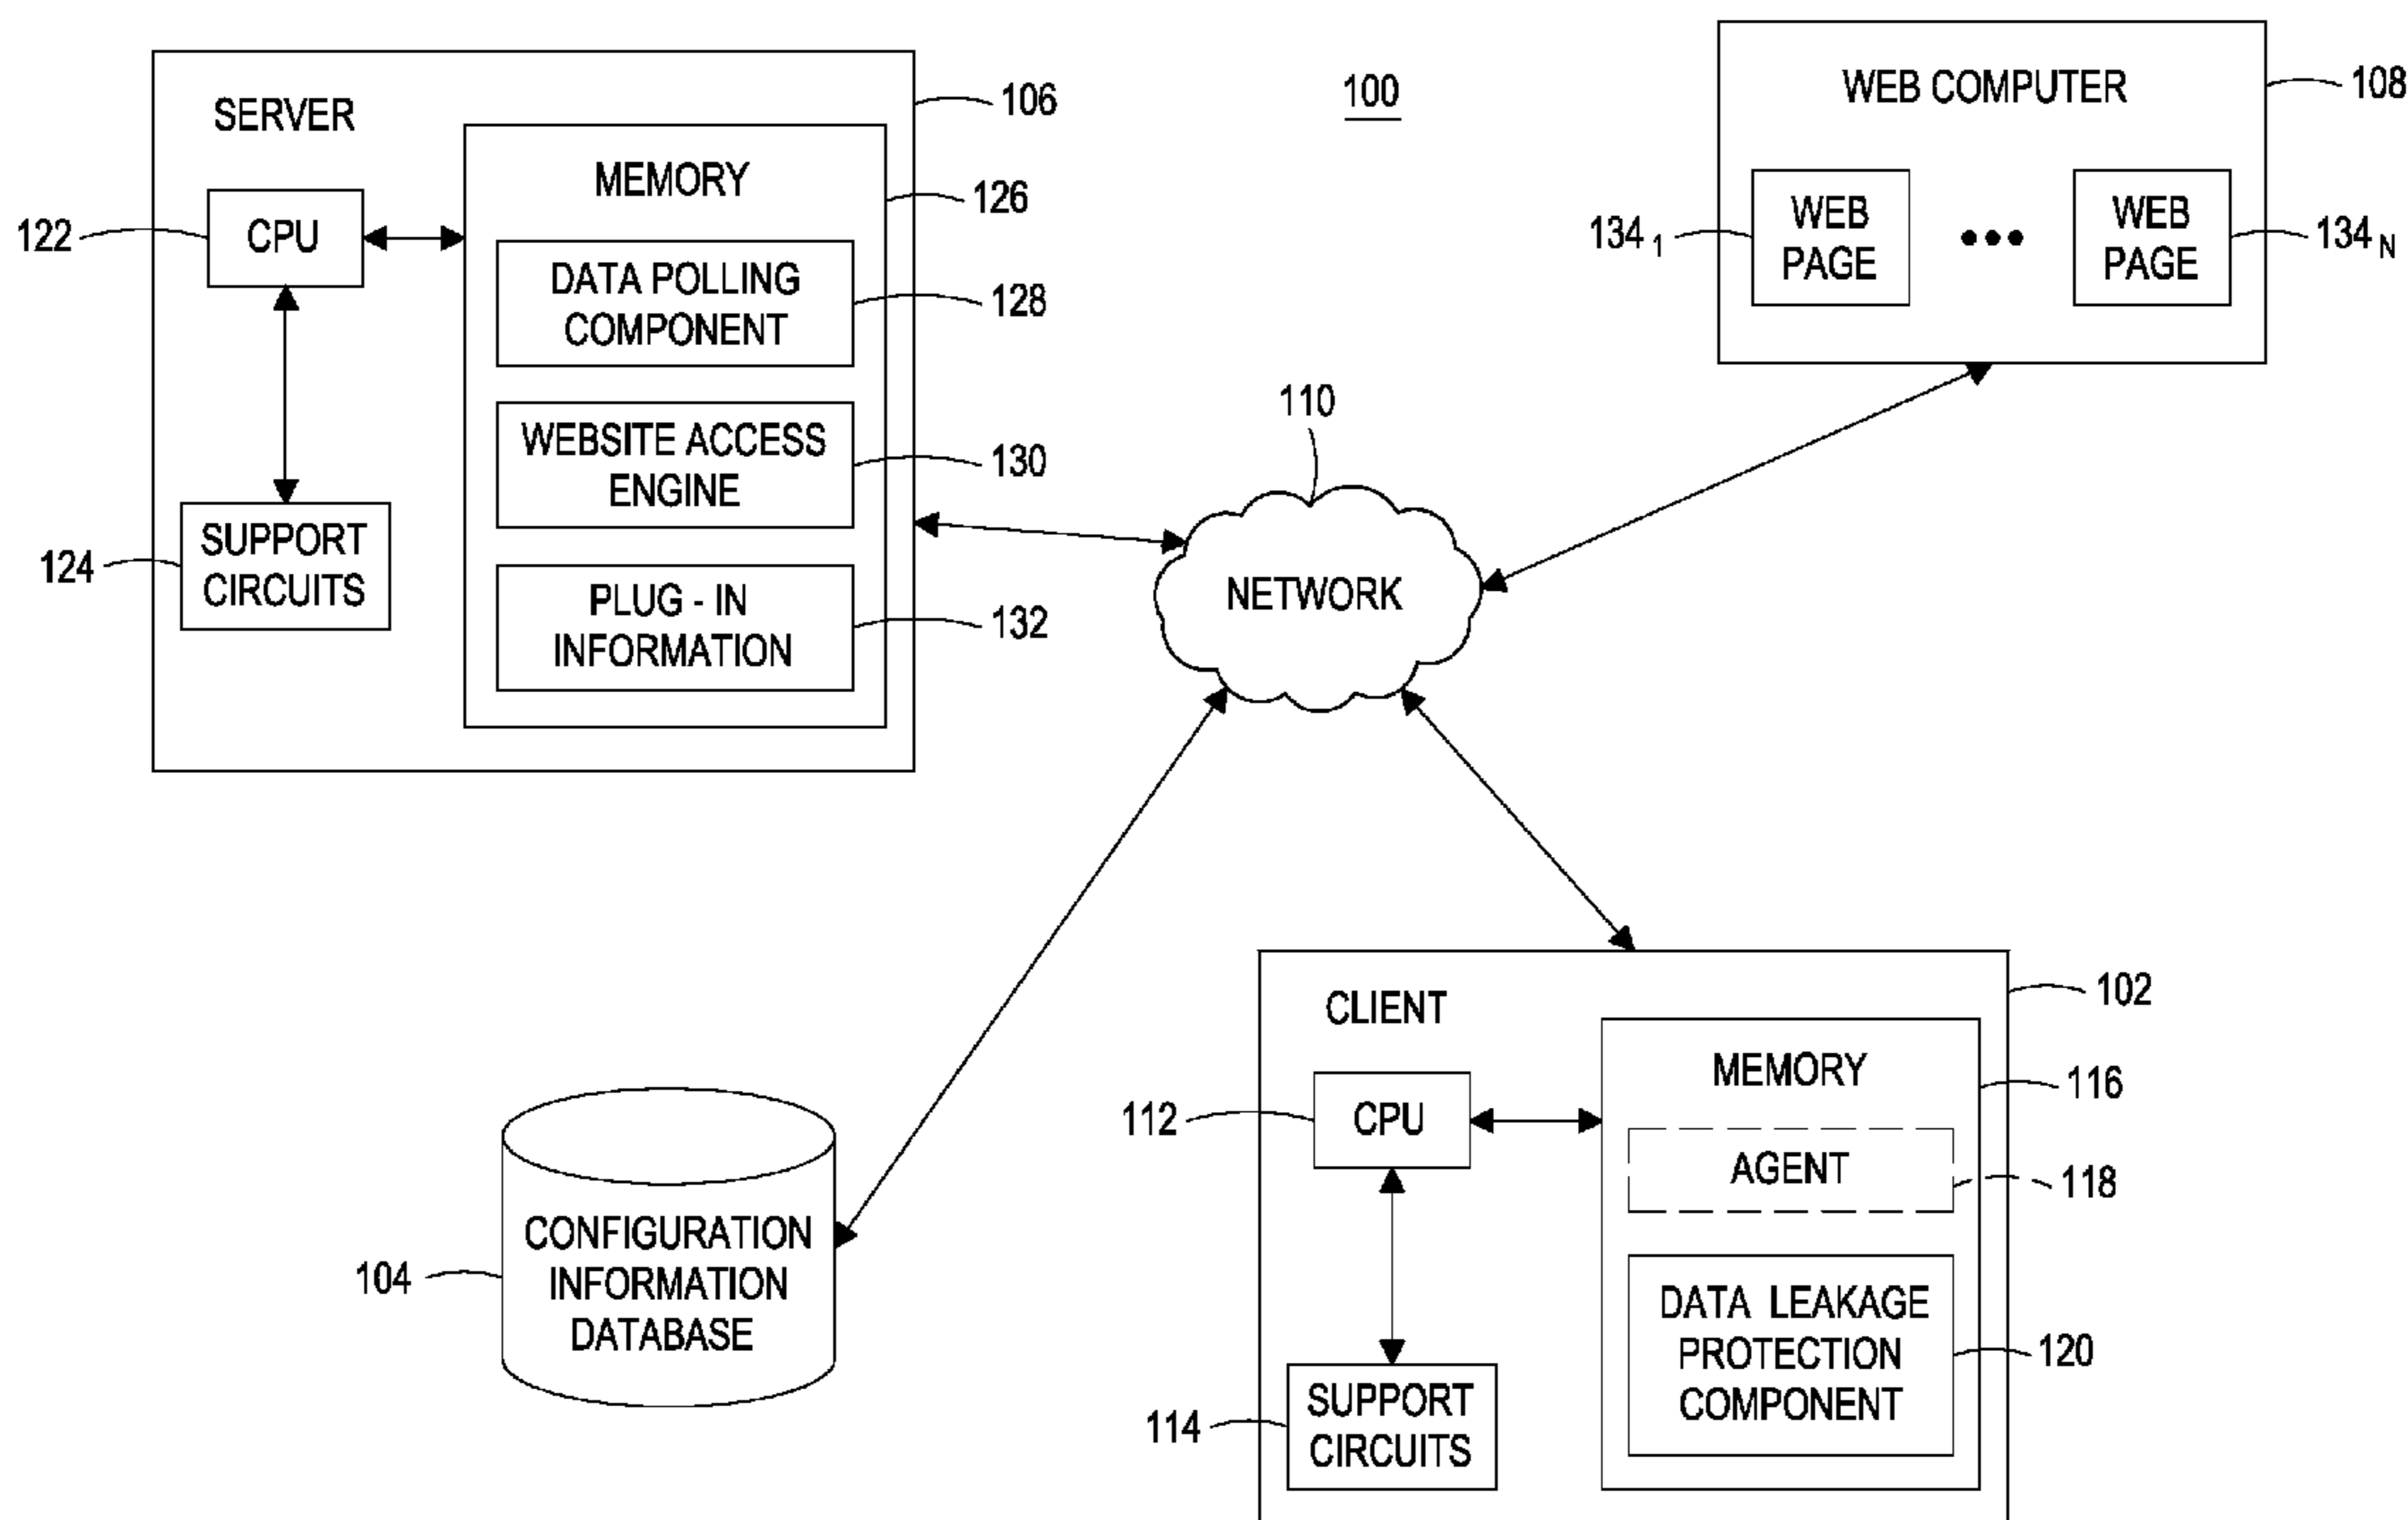 100
SERVER
106
MEMORY
126
122
CPU
DATA POLLING
COMPONENT
128
WEBSITE ACCESS
ENGINE
130
124
SUPPORT
CIRCUITS
PLUG - IN
INFORMATION
132
WEB COMPUTER
108
134 1
WEB
PAGE
•••
WEB
PAGE
134 N
110
NETWORK
104
CONFIGURATION
INFORMATION
DATABASE
CLIENT
102
MEMORY
116
112
CPU
AGENT
118
DATA LEAKAGE
PROTECTION
COMPONENT
120
114
SUPPORT
CIRCUITS